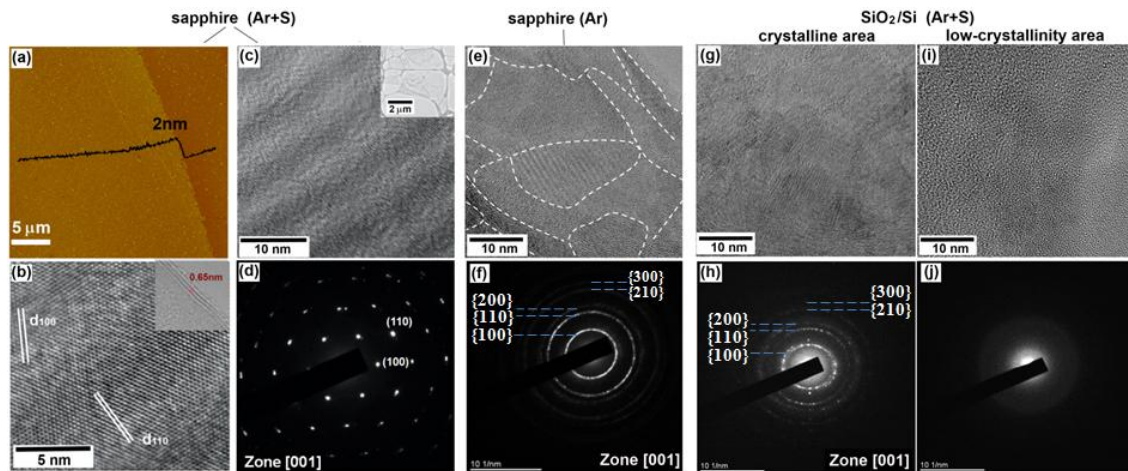 sapphire (Ar+S)
sapphire (Ar)
SiO2/Si (Ar+S)
crystalline area
low-crystallinity area
(a)
2nm
5 μm
(c)
2 μm
10 nm
(e)
10 nm
(g)
10 nm
(i)
10 nm
(b)
0.65nm
d100
d110
5 nm
(d)
(110)
(100)
Zone [001]
(f)
{300}
{210}
{200}
{110}
{100}
10 1/nm
Zone [001]
(h)
{300}
{210}
{200}
{110}
{100}
10 1/nm
Zone [001]
(j)
10 1/nm